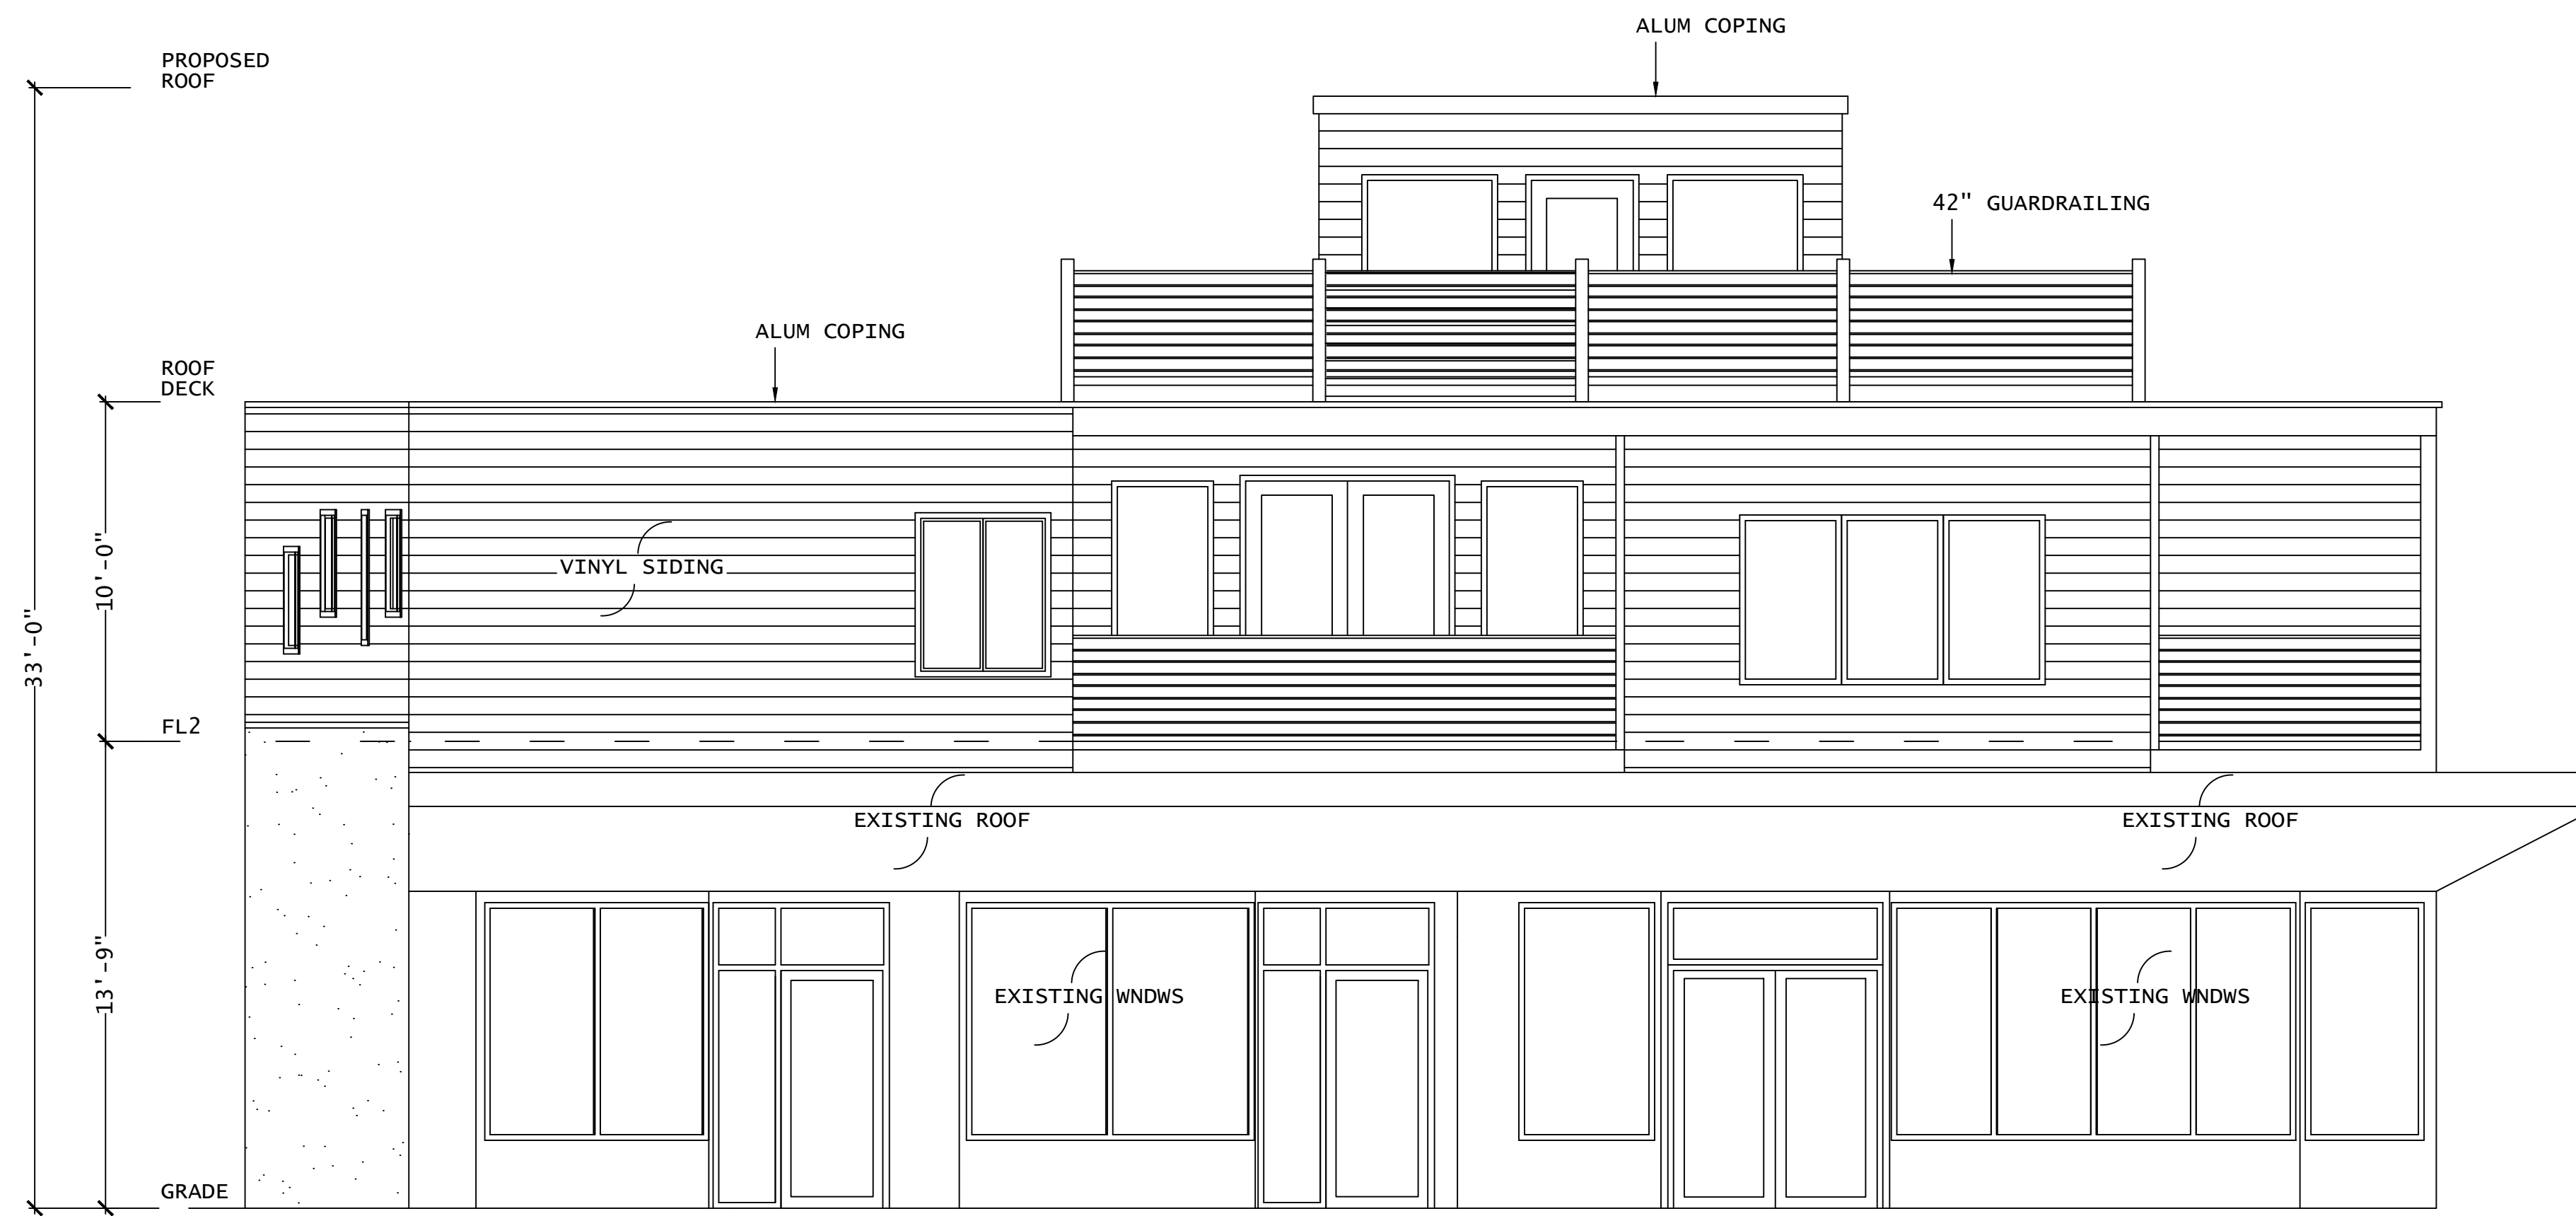 ALUM COPING
PROPOSED
ROOF
42" GUARDRAILING
ALUM COPING
ROOF
DECK
10'-0"
VINYL SIDING
33'-0"
FL2
EXISTING ROOF
EXISTING ROOF
13'-9"
EXISTING WNDWS
EXISTING WNDWS
GRADE